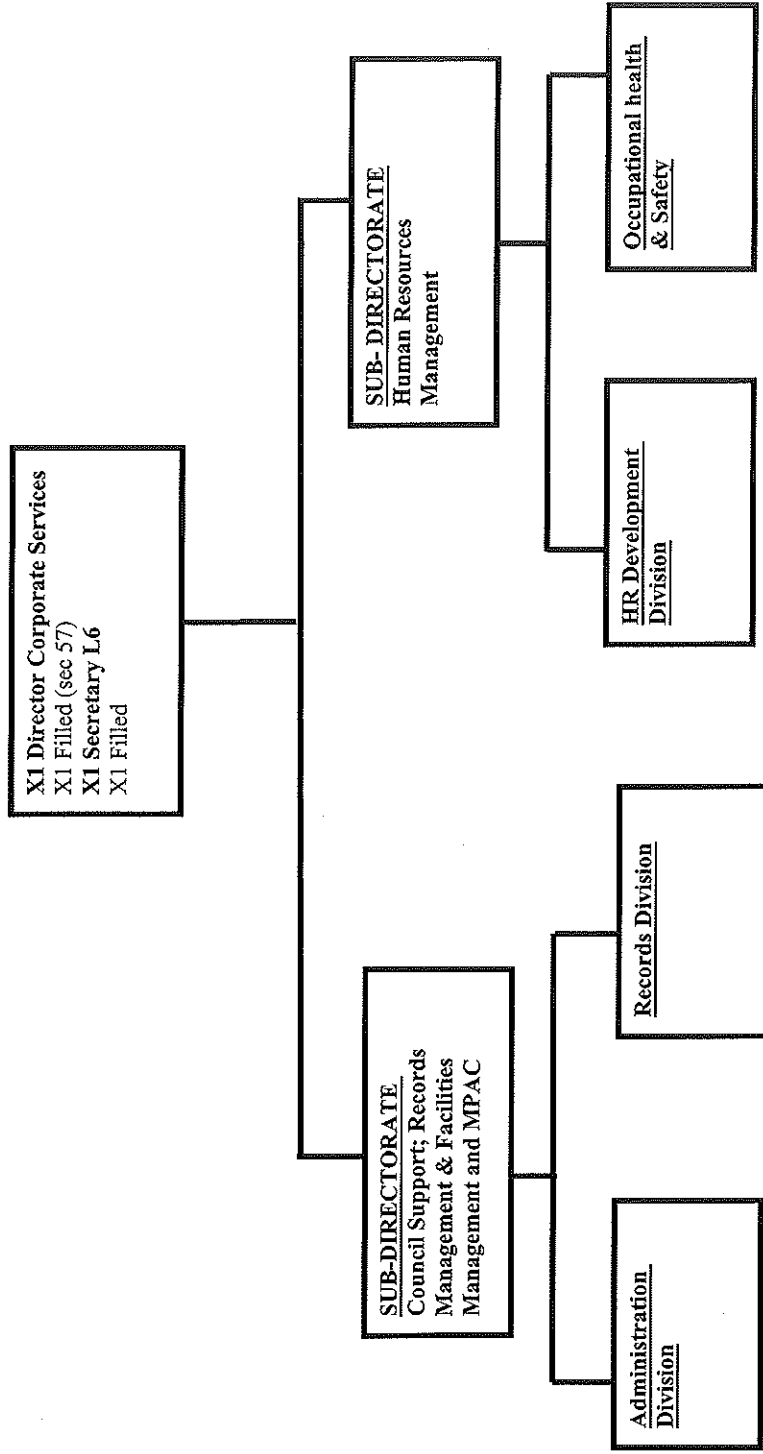 X1 Director Corporate Services
X1 Filled (sec 57)
X1 Secretary L6
X1 Filled
SUB-DIRECTORATE
Council Support; Records
Management & Facilities
Management and MPAC
SUB- DIRECTORATE
Human Resources
Management
Administration
Division
Records Division
HR Development
Division
Occupational health
& Safety